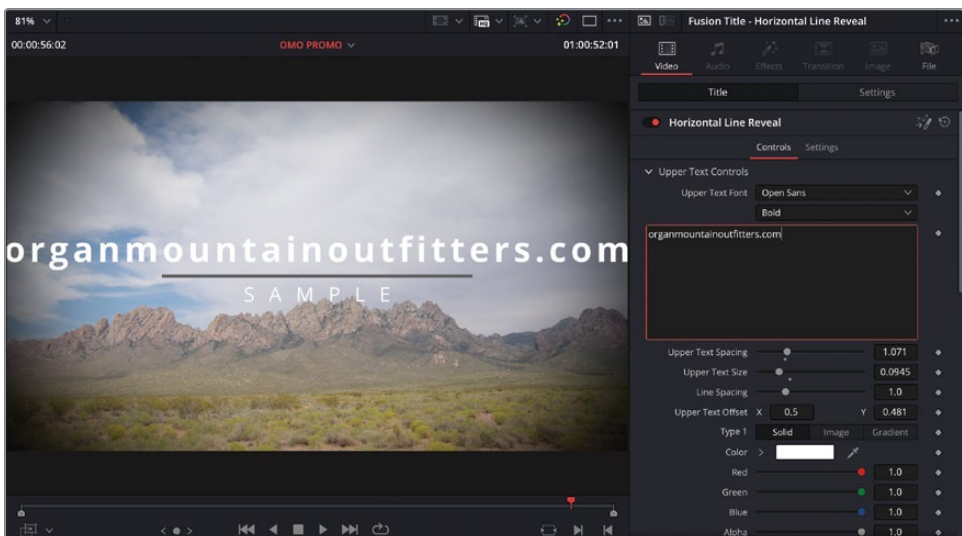 81%
Fusion Title - Horizontal Line Reveal
00:00:56:02
OMO PROMO
01:00:52:01
Video
Audio
Effects
Transition
Image
File
Title
Settings
Horizontal Line Reveal
Controls
Settings
Upper Text Controls
Upper Text Font
Open Sans
Bold
organmountainoutfitters.com
organmountainoutfitters.com
SAMPLE
Upper Text Spacing
1.071
Upper Text Size
0.0945
Line Spacing
1.0
Upper Text Offset X 0.5 Y 0.481
Type 1 Solid Image Gradient
Color
Red 1.0
Green 1.0
Blue 1.0
Alpha 1.0